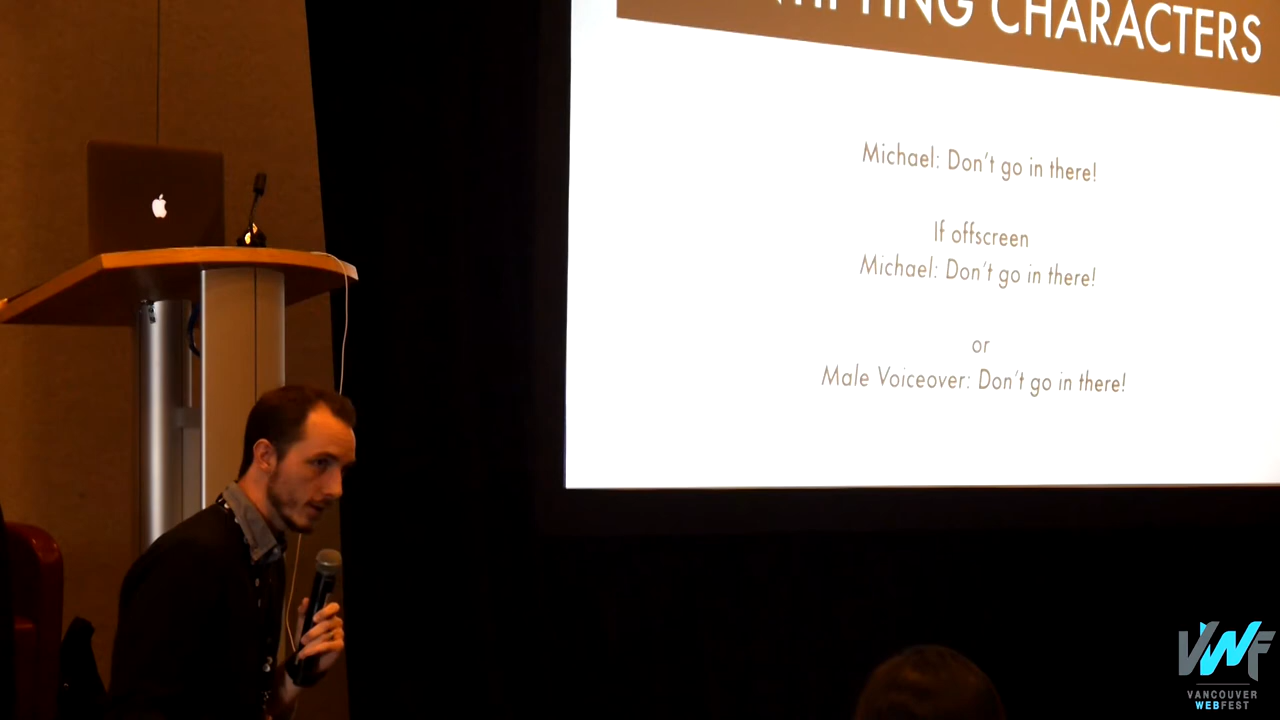 CHARACTERS
Michael: Don't go in there!
If offscreen
Michael: Don't go in there!
or
Male Voiceover: Don't go in there!
VWF
VANCOUVER
WEBFEST